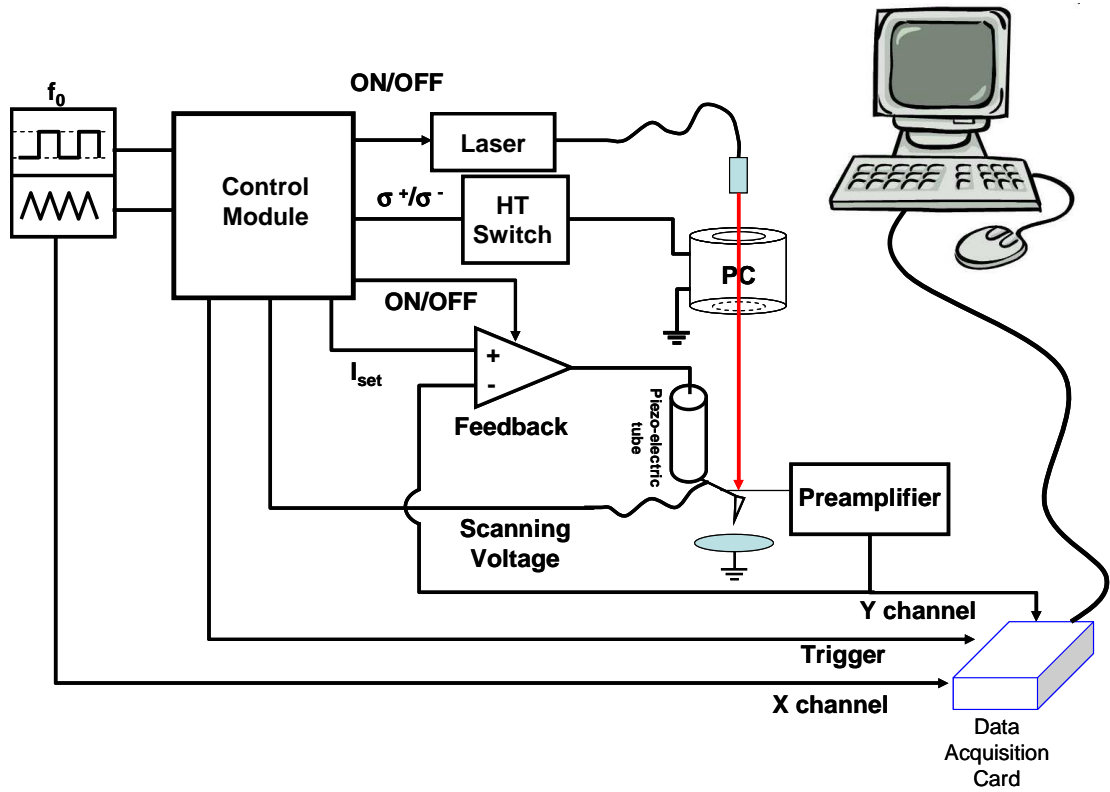 f₀
ON/OFF
Laser
Control
Module
σ⁺/σ⁻
HT
Switch
PC
ON/OFF
I_set
+
-
Feedback
Piezo-electric
tube
Preamplifier
Scanning
Voltage
Y channel
Trigger
X channel
Data
Acquisition
Card